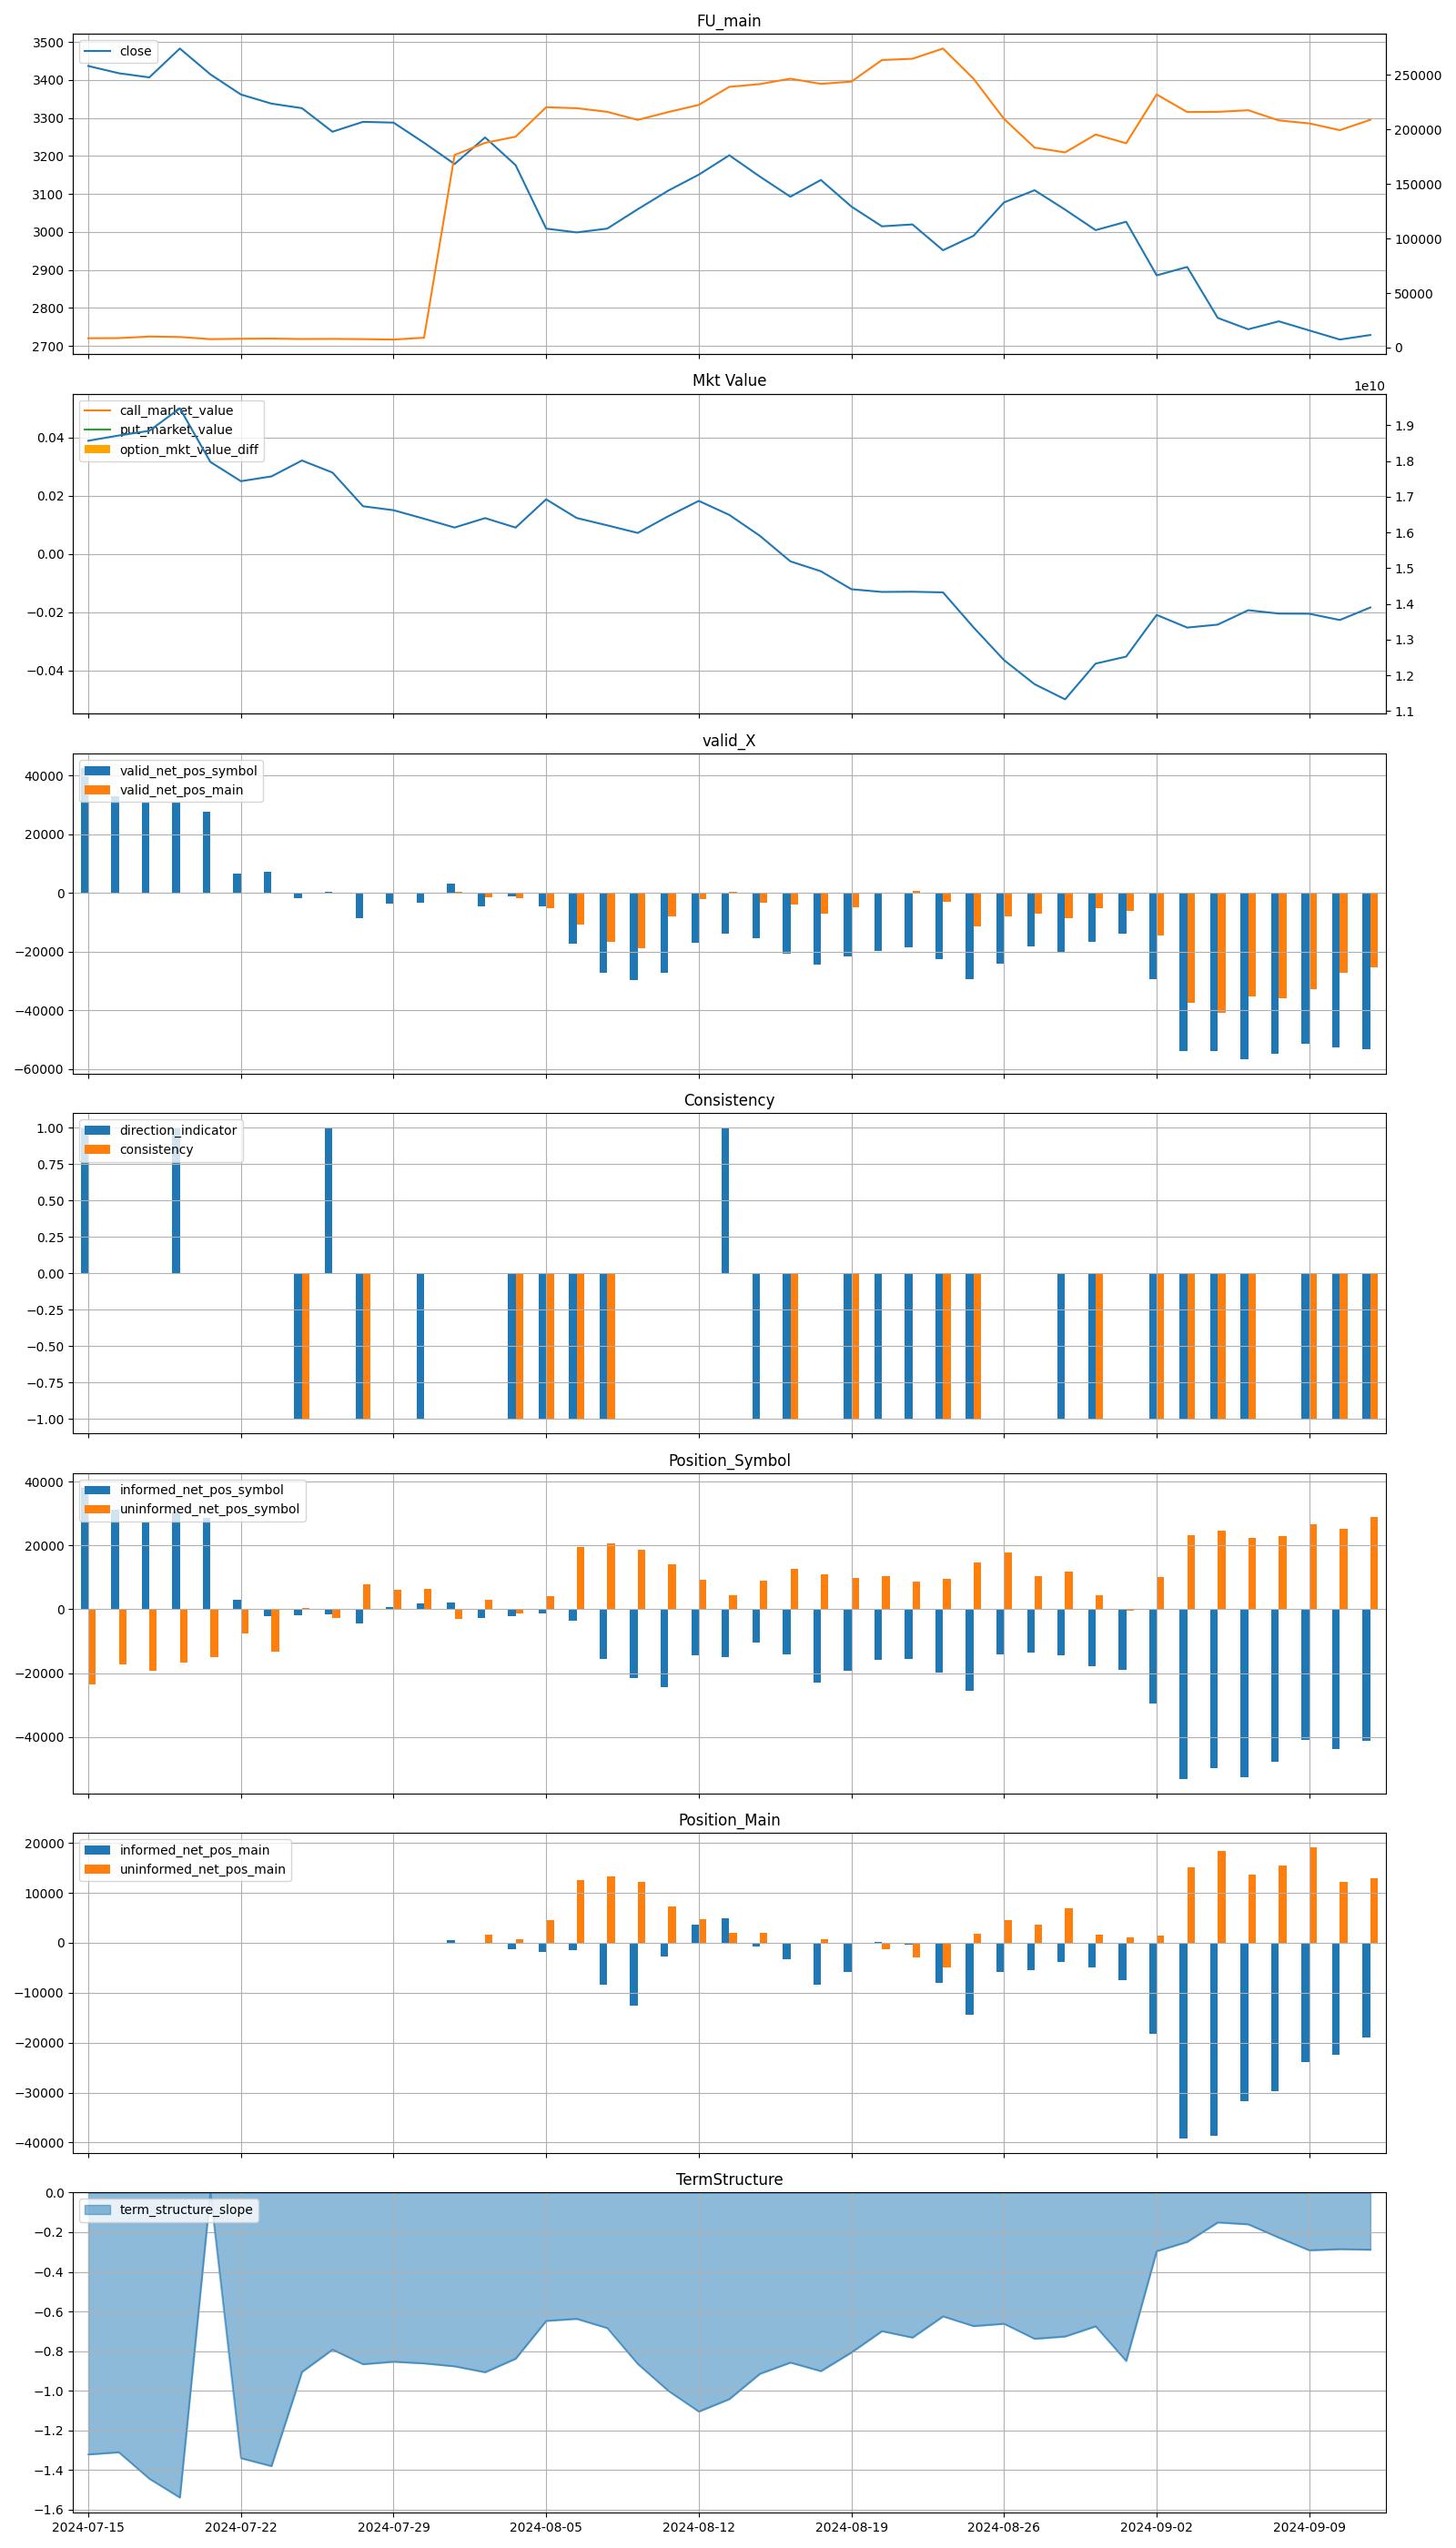 FU_main
close
3500
3400
3300
3200
3100
3000
2900
2800
2700
250000
200000
150000
100000
50000
0
Mkt Value
1e10
call_market_value
put_market_value
option_mkt_value_diff
0.04
0.02
0.00
−0.02
−0.04
1.9
1.8
1.7
1.6
1.5
1.4
1.3
1.2
1.1
valid_X
valid_net_pos_symbol
valid_net_pos_main
40000
20000
0
−20000
−40000
−60000
Consistency
direction_indicator
consistency
1.00
0.75
0.50
0.25
0.00
−0.25
−0.50
−0.75
−1.00
Position_Symbol
informed_net_pos_symbol
uninformed_net_pos_symbol
40000
20000
0
−20000
−40000
Position_Main
informed_net_pos_main
uninformed_net_pos_main
20000
10000
0
−10000
−20000
−30000
−40000
TermStructure
term_structure_slope
0.0
−0.2
−0.4
−0.6
−0.8
−1.0
−1.2
−1.4
−1.6
2024-07-15 2024-07-22 2024-07-29 2024-08-05 2024-08-12 2024-08-19 2024-08-26 2024-09-02 2024-09-09